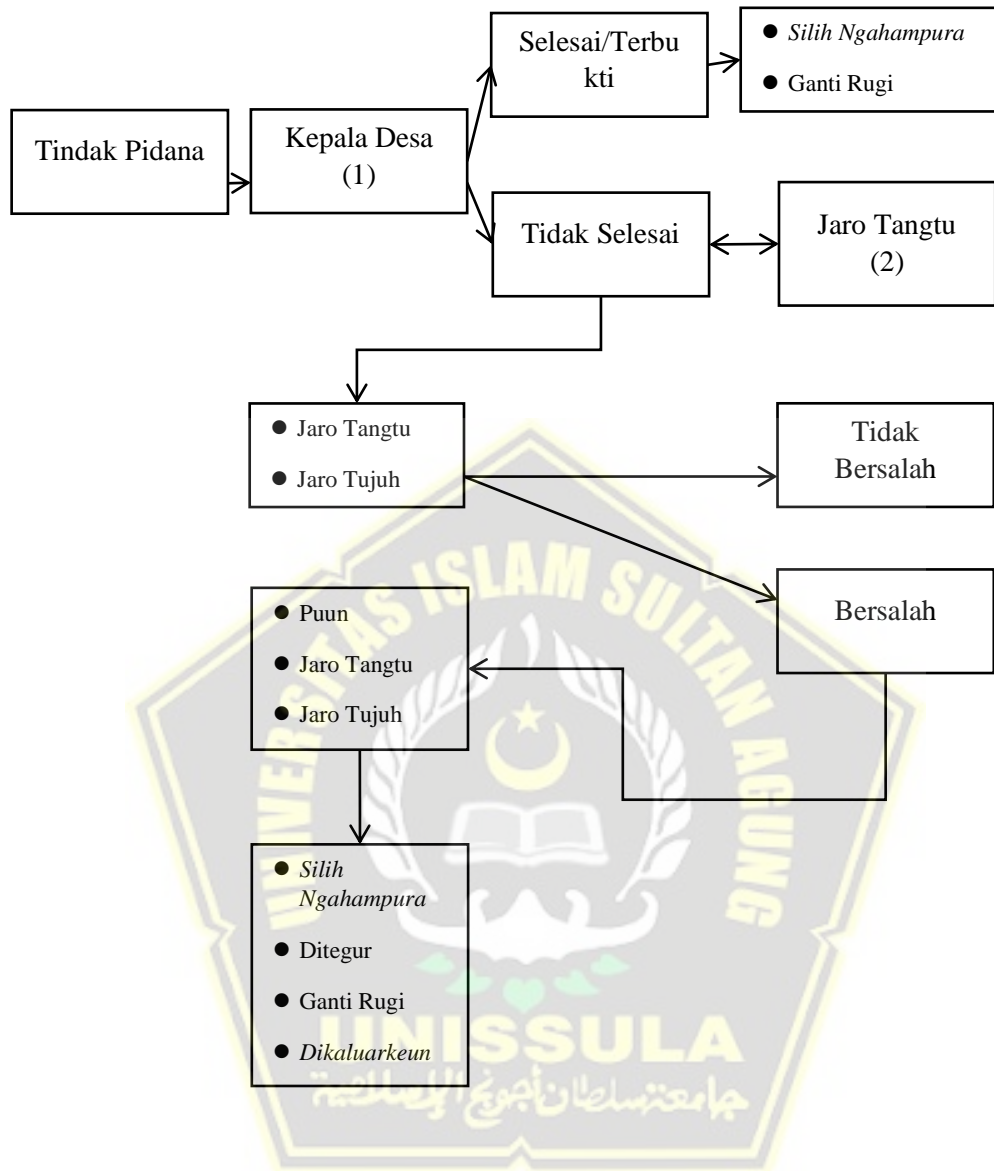 Tindak Pidana
Kepala Desa
(1)
Selesai/Terbu
kti
● Silih Ngahampura
● Ganti Rugi
Tidak Selesai
Jaro Tangtu
(2)
● Jaro Tangtu
● Jaro Tujuh
Tidak
Bersalah
Bersalah
● Puun
● Jaro Tangtu
● Jaro Tujuh
● Silih
Ngahampura
● Ditegur
● Ganti Rugi
● Dikaluarkeun
UNIVERSITAS ISLAM SULTAN AGUNG
UNISSULA
جامعة سلطان أجونج الإسلامية